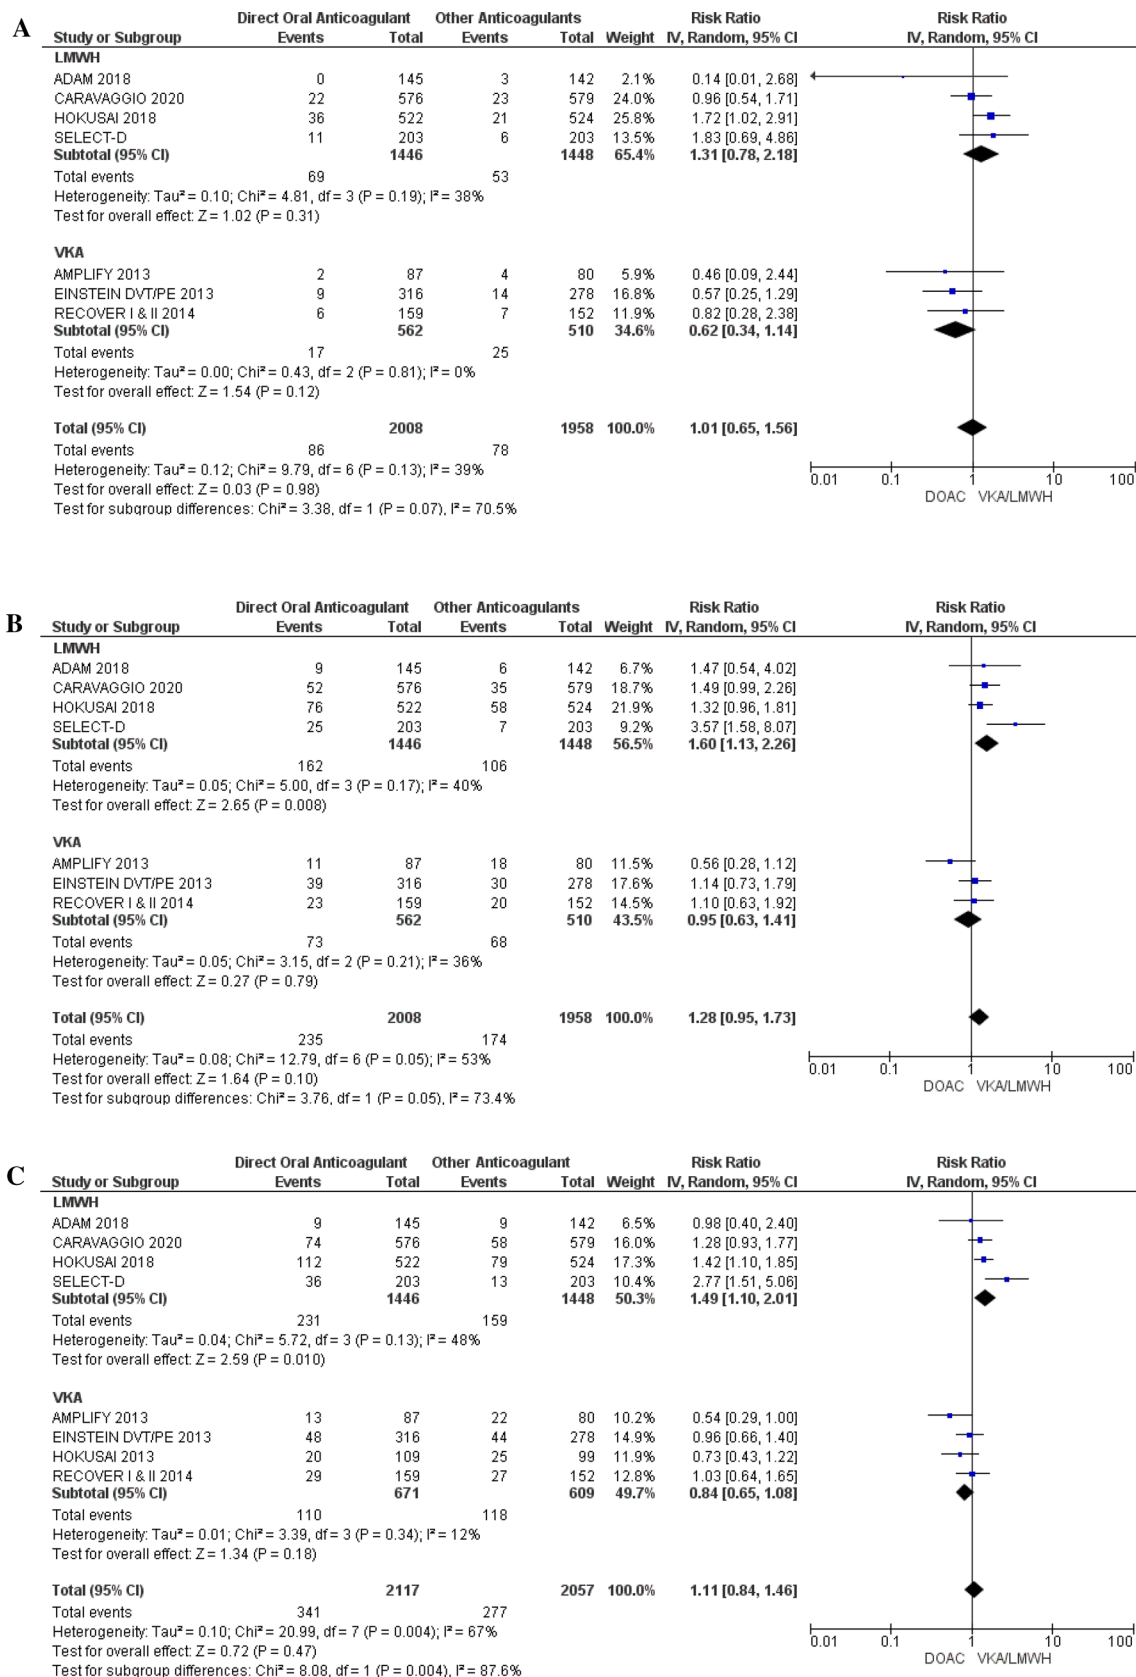 A
Direct Oral Anticoagulant Other Anticoagulants Risk Ratio Risk Ratio
Study or Subgroup Events Total Events Total Weight IV, Random, 95% CI IV, Random, 95% CI
LMWH
ADAM 2018 0 145 3 142 2.1% 0.14 [0.01, 2.68]
CARAVAGGIO 2020 22 576 23 579 24.0% 0.96 [0.54, 1.71]
HOKUSAI 2018 36 522 21 524 25.8% 1.72 [1.02, 2.91]
SELECT-D 11 203 6 203 13.5% 1.83 [0.69, 4.86]
Subtotal (95% CI) 1446 1448 65.4% 1.31 [0.78, 2.18]
Total events 69 53
Heterogeneity: Tau² = 0.10; Chi² = 4.81, df = 3 (P = 0.19); I² = 38%
Test for overall effect: Z = 1.02 (P = 0.31)
VKA
AMPLIFY 2013 2 87 4 80 5.9% 0.46 [0.09, 2.44]
EINSTEIN DVT/PE 2013 9 316 14 278 16.8% 0.57 [0.25, 1.29]
RECOVER I & II 2014 6 159 7 152 11.9% 0.82 [0.28, 2.38]
Subtotal (95% CI) 562 510 34.6% 0.62 [0.34, 1.14]
Total events 17 25
Heterogeneity: Tau² = 0.00; Chi² = 0.43, df = 2 (P = 0.81); I² = 0%
Test for overall effect: Z = 1.54 (P = 0.12)
Total (95% CI) 2008 1958 100.0% 1.01 [0.65, 1.56]
Total events 86 78
Heterogeneity: Tau² = 0.12; Chi² = 9.79, df = 6 (P = 0.13); I² = 39%
Test for overall effect: Z = 0.03 (P = 0.98)
Test for subgroup differences: Chi² = 3.38, df = 1 (P = 0.07), I² = 70.5%
0.01 0.1 1 10 100
DOAC VKA/LMWH
B
Direct Oral Anticoagulant Other Anticoagulants Risk Ratio Risk Ratio
Study or Subgroup Events Total Events Total Weight IV, Random, 95% CI IV, Random, 95% CI
LMWH
ADAM 2018 9 145 6 142 6.7% 1.47 [0.54, 4.02]
CARAVAGGIO 2020 52 576 35 579 18.7% 1.49 [0.99, 2.26]
HOKUSAI 2018 76 522 58 524 21.9% 1.32 [0.96, 1.81]
SELECT-D 25 203 7 203 9.2% 3.57 [1.58, 8.07]
Subtotal (95% CI) 1446 1448 56.5% 1.60 [1.13, 2.26]
Total events 162 106
Heterogeneity: Tau² = 0.05; Chi² = 5.00, df = 3 (P = 0.17); I² = 40%
Test for overall effect: Z = 2.65 (P = 0.008)
VKA
AMPLIFY 2013 11 87 18 80 11.5% 0.56 [0.28, 1.12]
EINSTEIN DVT/PE 2013 39 316 30 278 17.6% 1.14 [0.73, 1.79]
RECOVER I & II 2014 23 159 20 152 14.5% 1.10 [0.63, 1.92]
Subtotal (95% CI) 562 510 43.5% 0.95 [0.63, 1.41]
Total events 73 68
Heterogeneity: Tau² = 0.05; Chi² = 3.15, df = 2 (P = 0.21); I² = 36%
Test for overall effect: Z = 0.27 (P = 0.79)
Total (95% CI) 2008 1958 100.0% 1.28 [0.95, 1.73]
Total events 235 174
Heterogeneity: Tau² = 0.08; Chi² = 12.79, df = 6 (P = 0.05); I² = 53%
Test for overall effect: Z = 1.64 (P = 0.10)
Test for subgroup differences: Chi² = 3.76, df = 1 (P = 0.05), I² = 73.4%
0.01 0.1 1 10 100
DOAC VKA/LMWH
C
Direct Oral Anticoagulant Other Anticoagulant Risk Ratio Risk Ratio
Study or Subgroup Events Total Events Total Weight IV, Random, 95% CI IV, Random, 95% CI
LMWH
ADAM 2018 9 145 9 142 6.5% 0.98 [0.40, 2.40]
CARAVAGGIO 2020 74 576 58 579 16.0% 1.28 [0.93, 1.77]
HOKUSAI 2018 112 522 79 524 17.3% 1.42 [1.10, 1.85]
SELECT-D 36 203 13 203 10.4% 2.77 [1.51, 5.06]
Subtotal (95% CI) 1446 1448 50.3% 1.49 [1.10, 2.01]
Total events 231 159
Heterogeneity: Tau² = 0.04; Chi² = 5.72, df = 3 (P = 0.13); I² = 48%
Test for overall effect: Z = 2.59 (P = 0.010)
VKA
AMPLIFY 2013 13 87 22 80 10.2% 0.54 [0.29, 1.00]
EINSTEIN DVT/PE 2013 48 316 44 278 14.9% 0.96 [0.66, 1.40]
HOKUSAI 2013 20 109 25 99 11.9% 0.73 [0.43, 1.22]
RECOVER I & II 2014 29 159 27 152 12.8% 1.03 [0.64, 1.65]
Subtotal (95% CI) 671 609 49.7% 0.84 [0.65, 1.08]
Total events 110 118
Heterogeneity: Tau² = 0.01; Chi² = 3.39, df = 3 (P = 0.34); I² = 12%
Test for overall effect: Z = 1.34 (P = 0.18)
Total (95% CI) 2117 2057 100.0% 1.11 [0.84, 1.46]
Total events 341 277
Heterogeneity: Tau² = 0.10; Chi² = 20.99, df = 7 (P = 0.004); I² = 67%
Test for overall effect: Z = 0.72 (P = 0.47)
Test for subgroup differences: Chi² = 8.08, df = 1 (P = 0.004), I² = 87.6%
0.01 0.1 1 10 100
DOAC VKA/LMWH